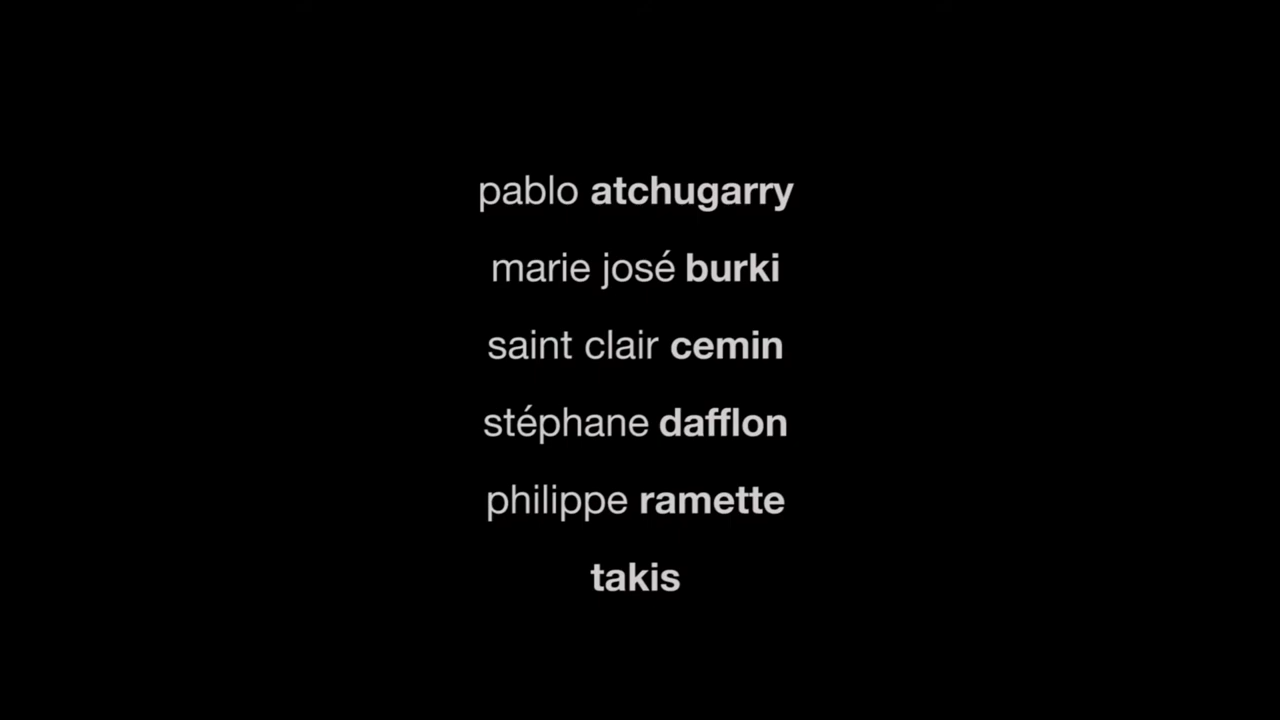 pablo atchugarry
marie josé burki
saint clair cemin
stéphane dafflon
philippe ramette
takis